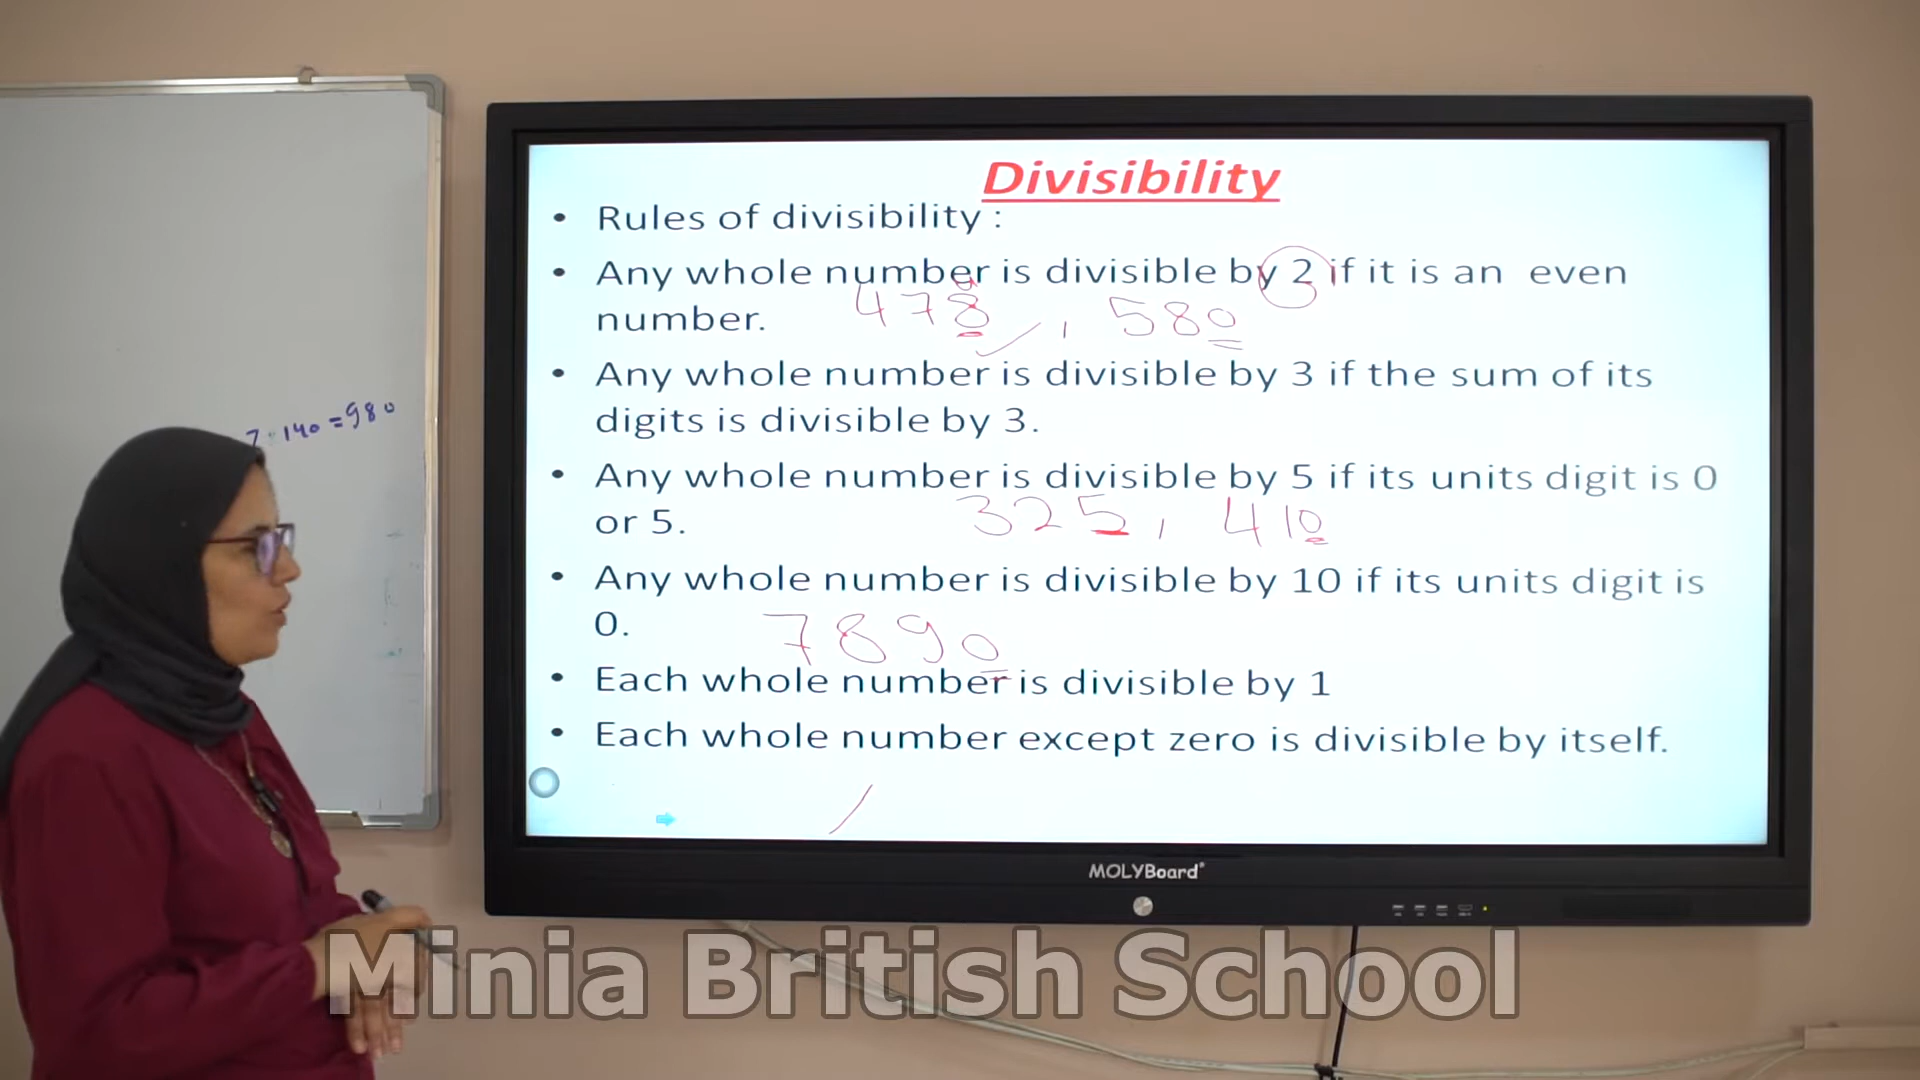 Divisibility
• Rules of divisibility :
• Any whole number is divisible by 2 if it is an even
number. 478 , 580
• Any whole number is divisible by 3 if the sum of its
digits is divisible by 3.
• Any whole number is divisible by 5 if its units digit is 0
or 5. 325 , 410
• Any whole number is divisible by 10 if its units digit is
0. 7890
• Each whole number is divisible by 1
• Each whole number except zero is divisible by itself.
7 · 140 = 980
MOLYBoard
Minia British School